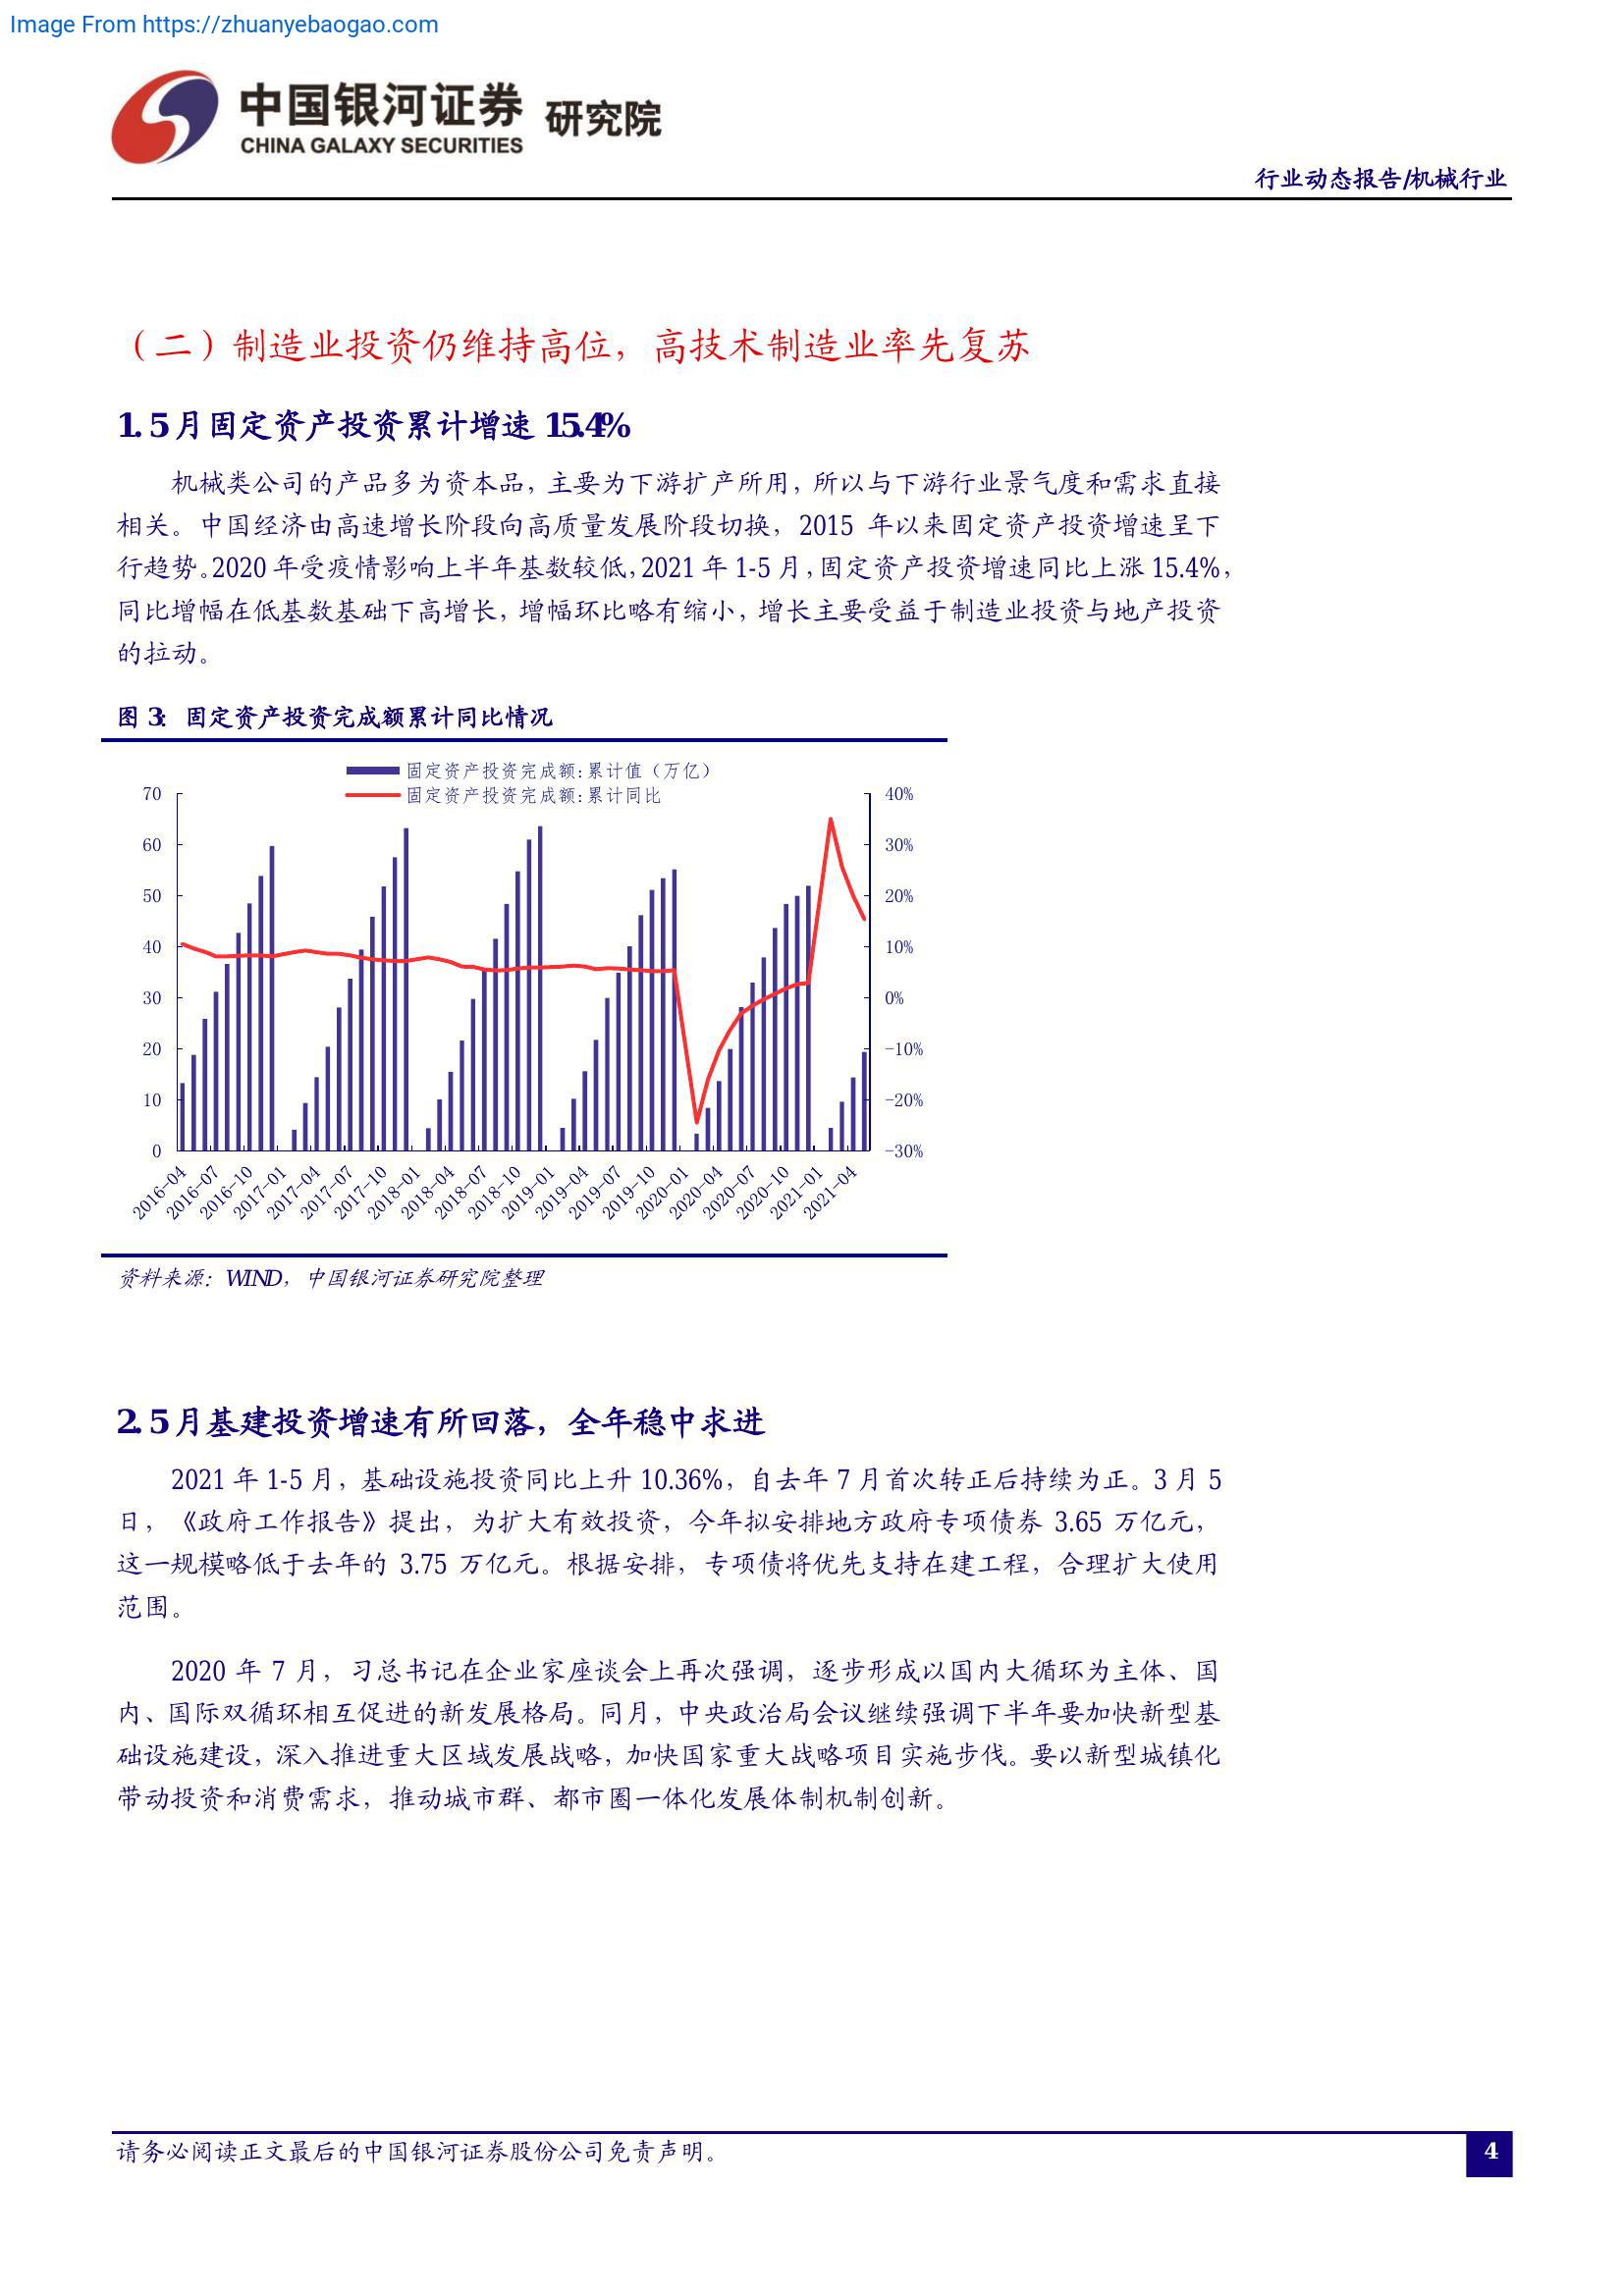 Image From https://zhuanyebaogao.com
中国银河证券 研究院
CHINA GALAXY SECURITIES
行业动态报告/机械行业
（二）制造业投资仍维持高位，高技术制造业率先复苏
1. 5 月固定资产投资累计增速 15.4%
机械类公司的产品多为资本品，主要为下游扩产所用，所以与下游行业景气度和需求直接
相关。中国经济由高速增长阶段向高质量发展阶段切换，2015 年以来固定资产投资增速呈下
行趋势。2020 年受疫情影响上半年基数较低，2021 年 1-5 月，固定资产投资增速同比上涨 15.4%，
同比增幅在低基数基础下高增长，增幅环比略有缩小，增长主要受益于制造业投资与地产投资
的拉动。
图 3： 固定资产投资完成额累计同比情况
固定资产投资完成额:累计值（万亿）
固定资产投资完成额:累计同比
70
60
50
40
30
20
10
0
40%
30%
20%
10%
0%
-10%
-20%
-30%
2016-04
2016-07
2016-10
2017-01
2017-04
2017-07
2017-10
2018-01
2018-04
2018-07
2018-10
2019-01
2019-04
2019-07
2019-10
2020-01
2020-04
2020-07
2020-10
2021-01
2021-04
资料来源：WIND，中国银河证券研究院整理
2. 5 月基建投资增速有所回落，全年稳中求进
2021 年 1-5 月，基础设施投资同比上升 10.36%，自去年 7 月首次转正后持续为正。3 月 5
日，《政府工作报告》提出，为扩大有效投资，今年拟安排地方政府专项债券 3.65 万亿元，
这一规模略低于去年的 3.75 万亿元。根据安排，专项债将优先支持在建工程，合理扩大使用
范围。
2020 年 7 月，习总书记在企业家座谈会上再次强调，逐步形成以国内大循环为主体、国
内、国际双循环相互促进的新发展格局。同月，中央政治局会议继续强调下半年要加快新型基
础设施建设，深入推进重大区域发展战略，加快国家重大战略项目实施步伐。要以新型城镇化
带动投资和消费需求，推动城市群、都市圈一体化发展体制机制创新。
请务必阅读正文最后的中国银河证券股份公司免责声明。
4